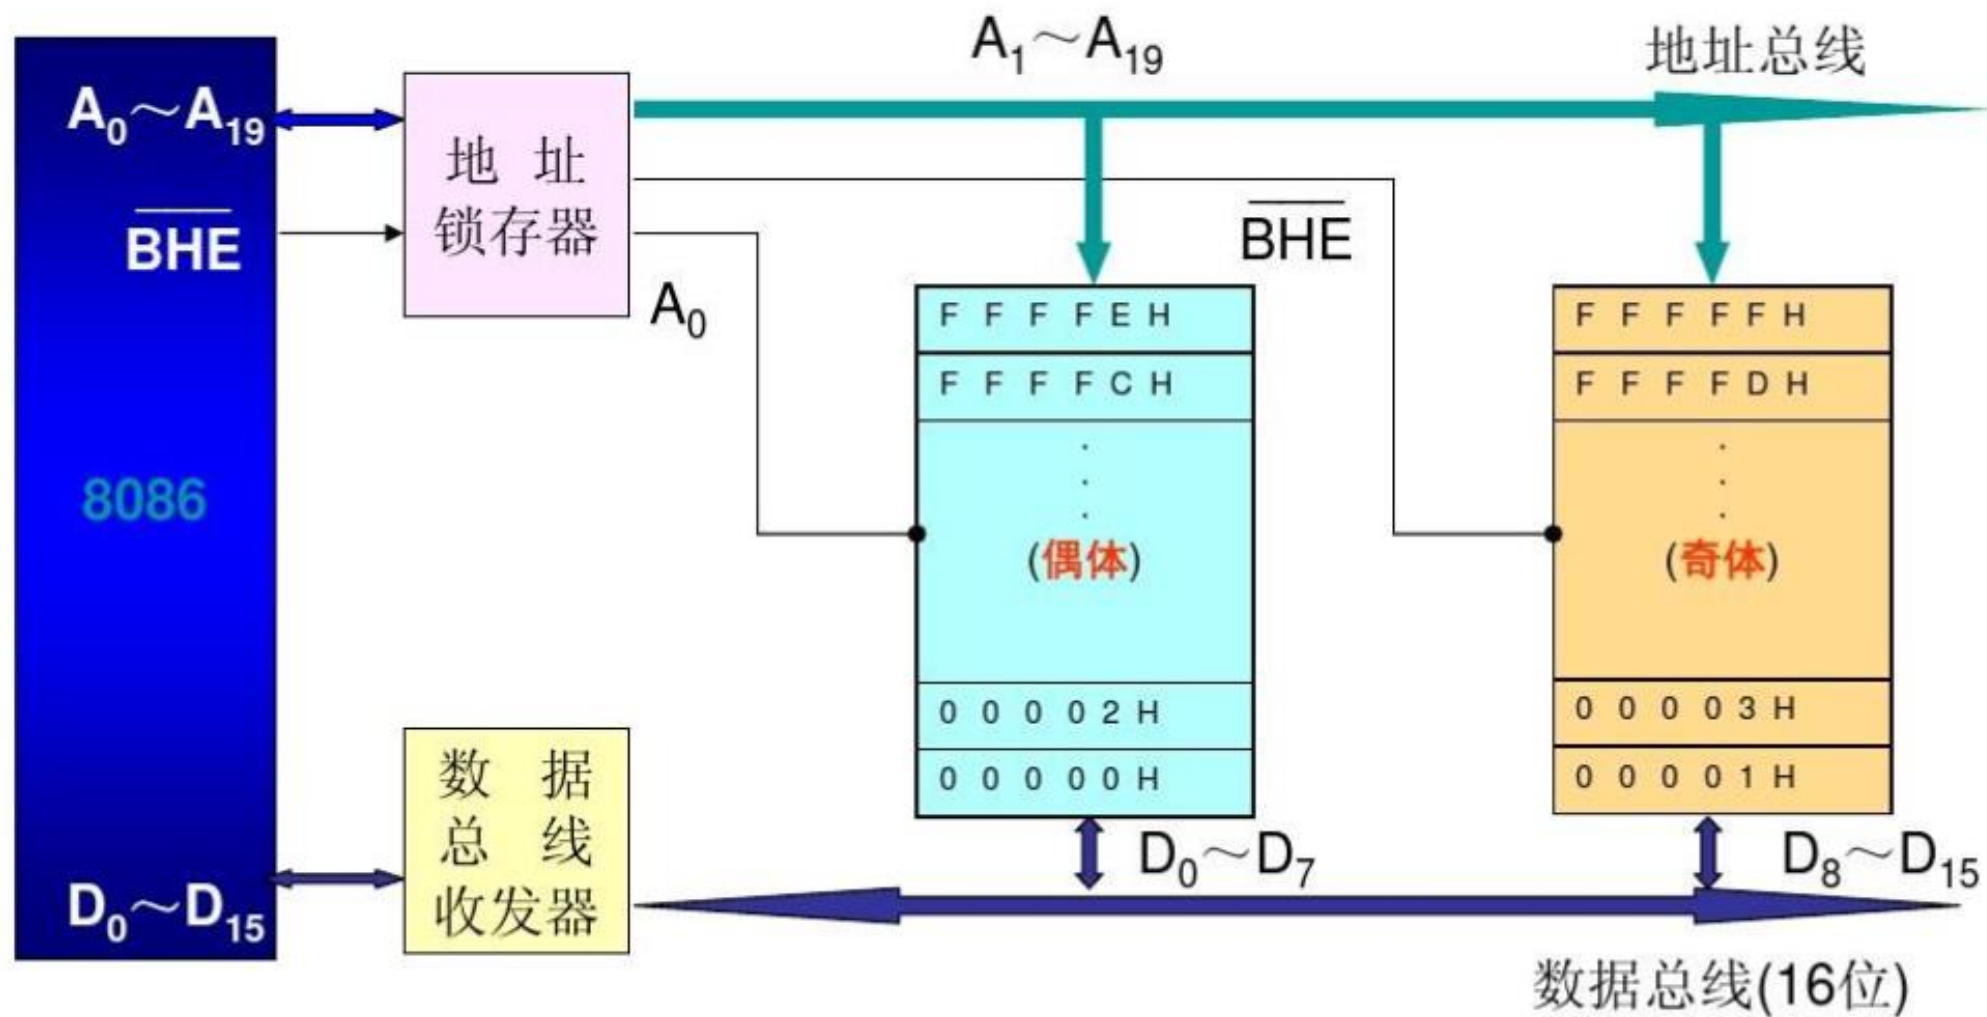 A₁～A₁₉
地址总线
A₀～A₁₉
BHE
8086
D₀～D₁₅
地 址
锁存器
A₀
BHE
F F F F E H
F F F F C H
(偶体)
0 0 0 0 2 H
0 0 0 0 0 H
F F F F F H
F F F F D H
(奇体)
0 0 0 0 3 H
0 0 0 0 1 H
数 据
总 线
收发器
D₀～D₇
D₈～D₁₅
数据总线(16位)